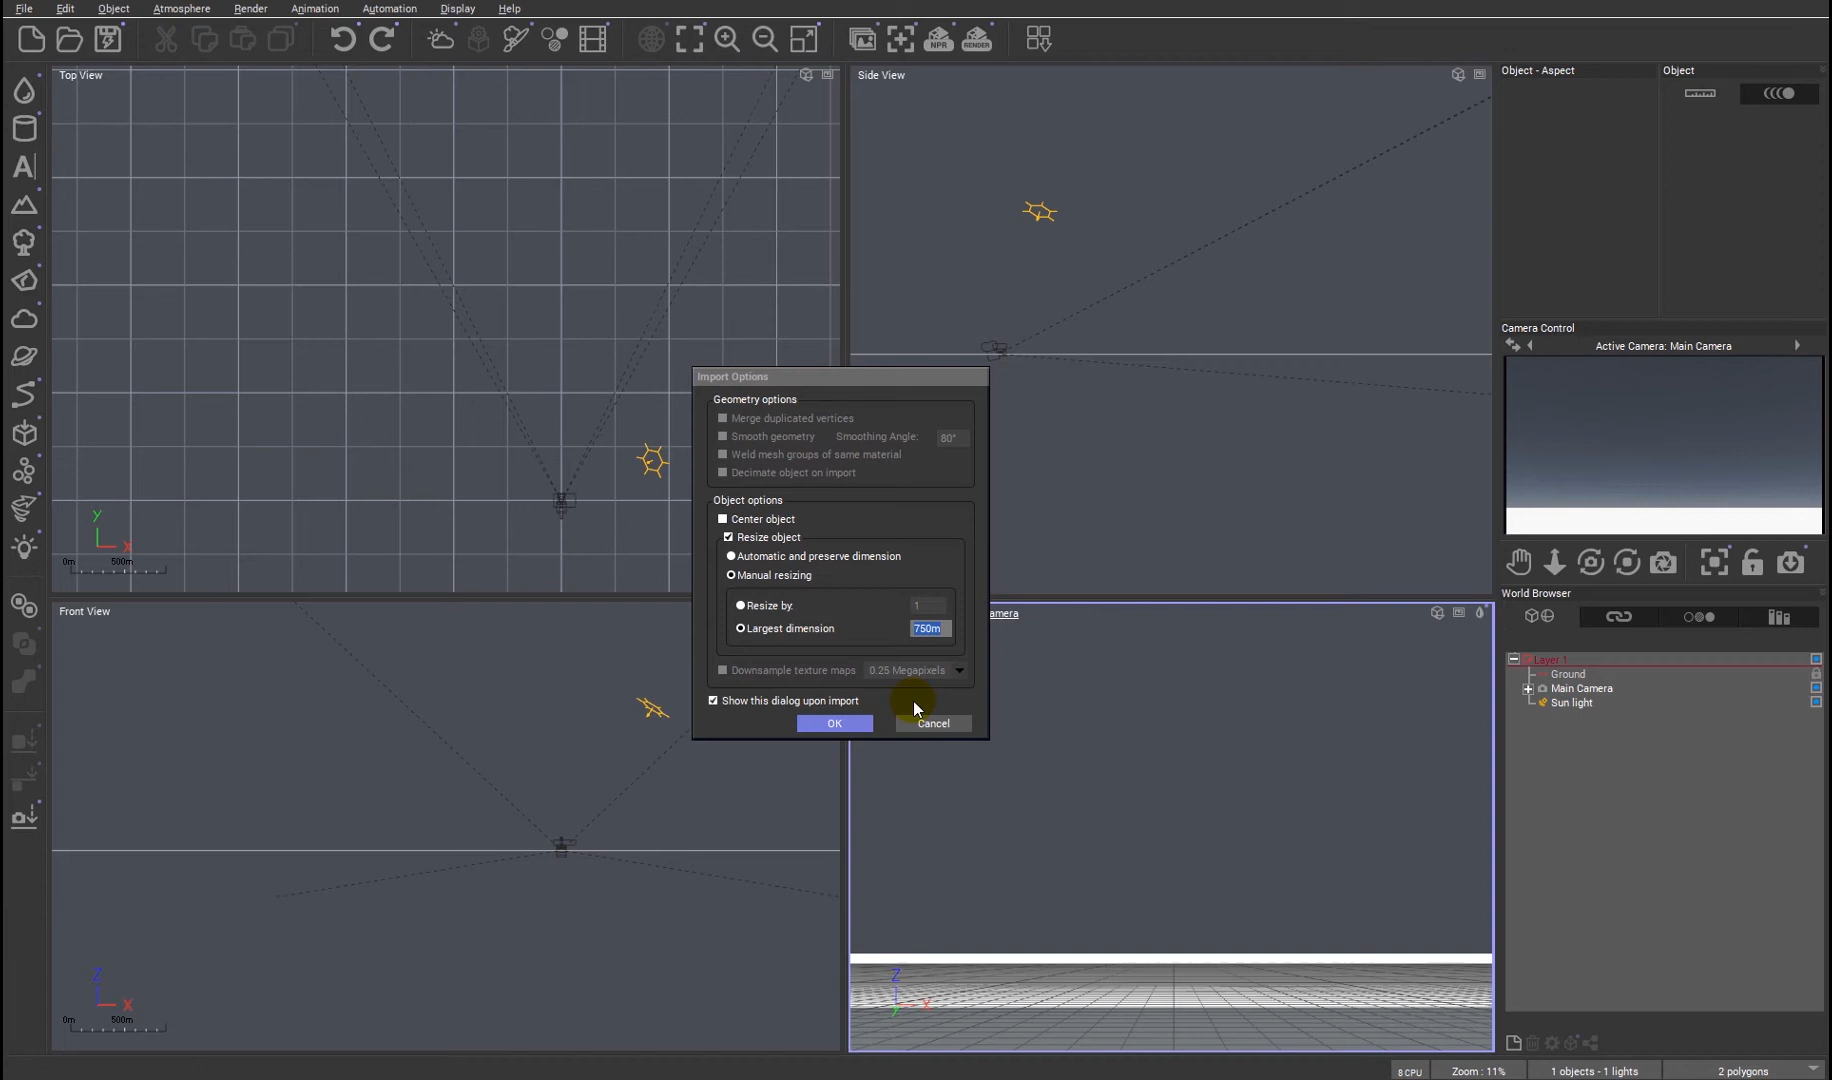 File Edit Object Atmosphere Render Animation Automation Display Help
NPR
RENDER
Top View
Side View
Object - Aspect
Object
A
Camera Control
Active Camera: Main Camera
Import Options
Geometry options
Merge duplicated vertices
Smooth geometry Smoothing Angle: 80°
Weld mesh groups of same material
Decimate object on import
Object options
Center object
Resize object
Automatic and preserve dimension
Manual resizing
Resize by: 1
Largest dimension 750m
Downsample texture maps 0.25 Megapixels
Show this dialog upon import
OK Cancel
Y
X
0m 500m
Front View
amera
World Browser
Layer 1
Ground
Main Camera
Sun light
Z
X
0m 500m
Z
X
Y
8 CPU Zoom : 11% 1 objects - 1 lights 2 polygons